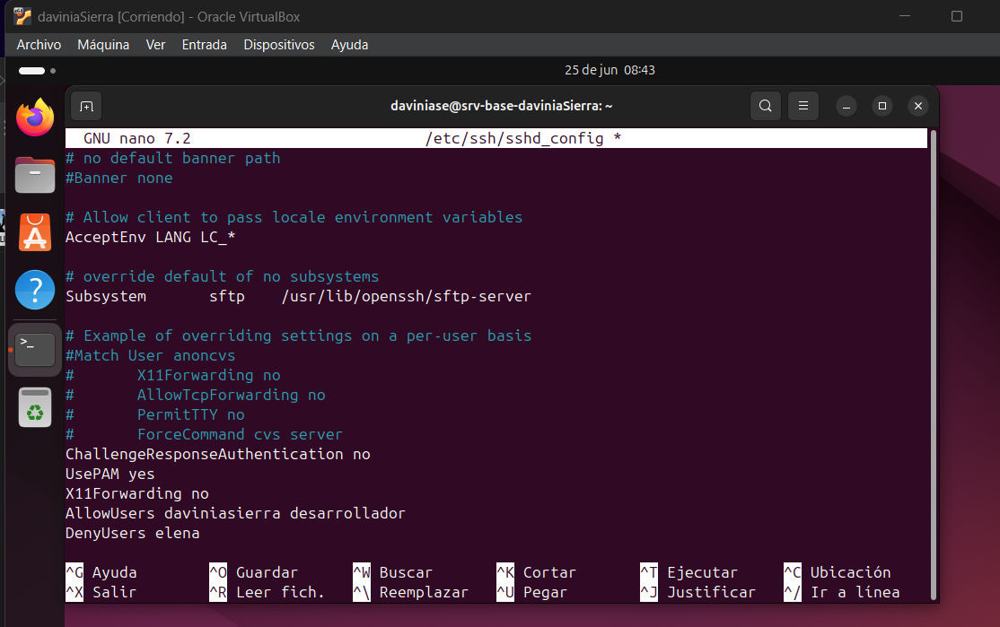 daviniaSierra [Corriendo] - Oracle VirtualBox
Archivo Máquina Ver Entrada Dispositivos Ayuda
25 de jun 08:43
daviniase@srv-base-daviniaSierra: ~
GNU nano 7.2 /etc/ssh/sshd_config *
# no default banner path
#Banner none
# Allow client to pass locale environment variables
AcceptEnv LANG LC_*
# override default of no subsystems
Subsystem sftp /usr/lib/openssh/sftp-server
# Example of overriding settings on a per-user basis
#Match User anoncvs
# X11Forwarding no
# AllowTcpForwarding no
# PermitTTY no
# ForceCommand cvs server
ChallengeResponseAuthentication no
UsePAM yes
X11Forwarding no
AllowUsers daviniasierra desarrollador
DenyUsers elena
^G Ayuda ^O Guardar ^W Buscar ^K Cortar ^T Ejecutar ^C Ubicación
^X Salir ^R Leer fich. ^\ Reemplazar ^U Pegar ^J Justificar ^/ Ir a línea